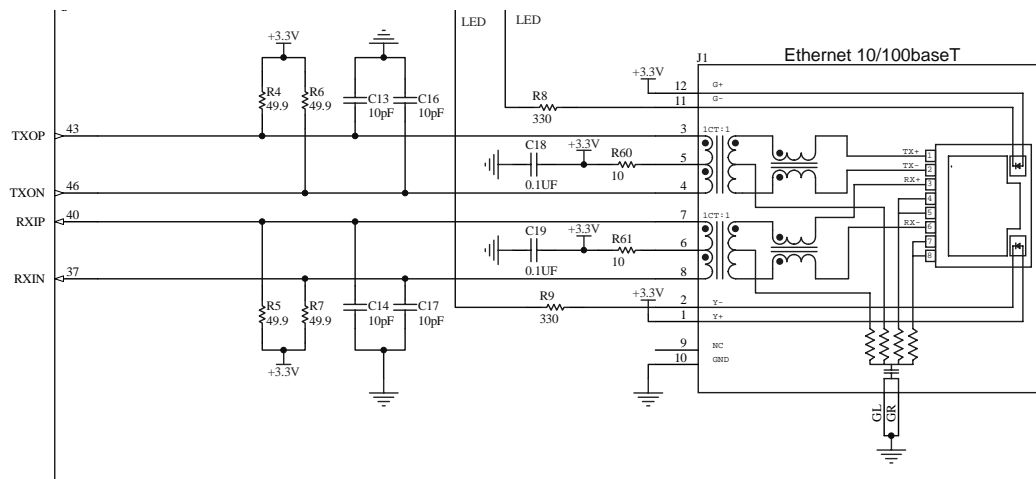 LED LED
+3.3V
J1 Ethernet 10/100baseT
+3.3V 12 G+
R4 49.9 R6 49.9 C13 10pF C16 10pF
R8 330 11 G-
TXOP 43 3 1CT:1
C18 0.1UF +3.3V R60 10 5
TX+ 1
TX- 2
RX+ 3
4
5
RX- 6
7
8
TXON 46 4
RXIP 40 7 1CT:1
C19 0.1UF +3.3V R61 10 6
RXIN 37 8
R5 49.9 R7 49.9 C14 10pF C17 10pF
R9 330 +3.3V 2 Y-
1 Y+
+3.3V
9 NC
10 GND
GL GR